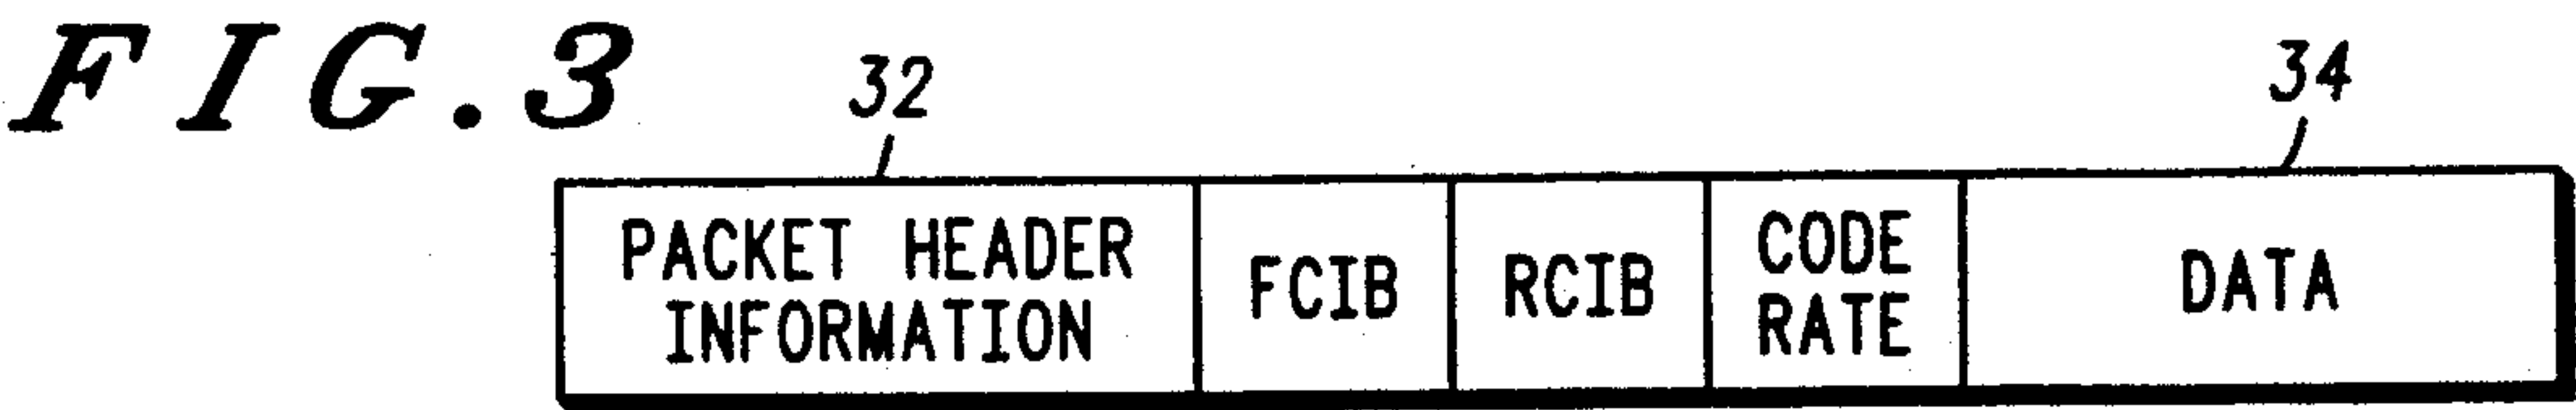 FIG.3
32
34
PACKET HEADER
INFORMATION
FCIB
RCIB
CODE
RATE
DATA